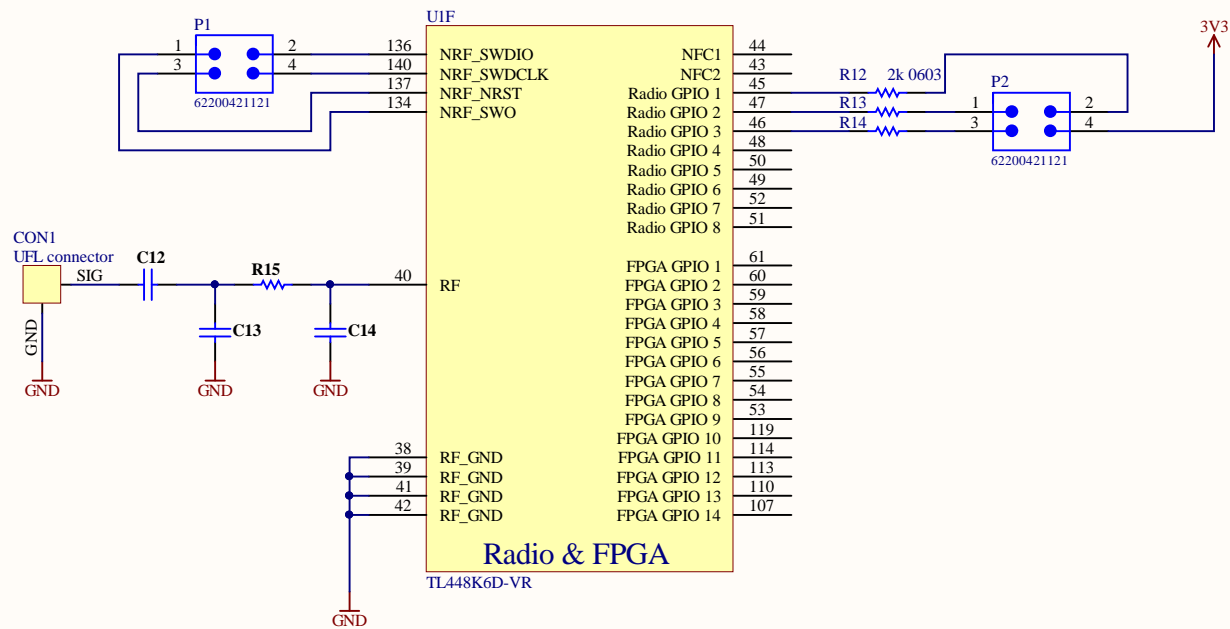 U1F
P1
1
2
3
4
62200421121
136
140
137
134
NRF_SWDIO
NRF_SWDCLK
NRF_NRST
NRF_SWO
NFC1
NFC2
Radio GPIO 1
Radio GPIO 2
Radio GPIO 3
Radio GPIO 4
Radio GPIO 5
Radio GPIO 6
Radio GPIO 7
Radio GPIO 8
44
43
45
47
46
48
50
49
52
51
R12
2k 0603
R13
R14
P2
1
2
3
4
62200421121
3V3
CON1
UFL connector
SIG
GND
GND
C12
C13
GND
R15
C14
GND
40
RF
FPGA GPIO 1
FPGA GPIO 2
FPGA GPIO 3
FPGA GPIO 4
FPGA GPIO 5
FPGA GPIO 6
FPGA GPIO 7
FPGA GPIO 8
FPGA GPIO 9
FPGA GPIO 10
FPGA GPIO 11
FPGA GPIO 12
FPGA GPIO 13
FPGA GPIO 14
61
60
59
58
57
56
55
54
53
119
114
113
110
107
38
39
41
42
RF_GND
RF_GND
RF_GND
RF_GND
GND
Radio & FPGA
TL448K6D-VR